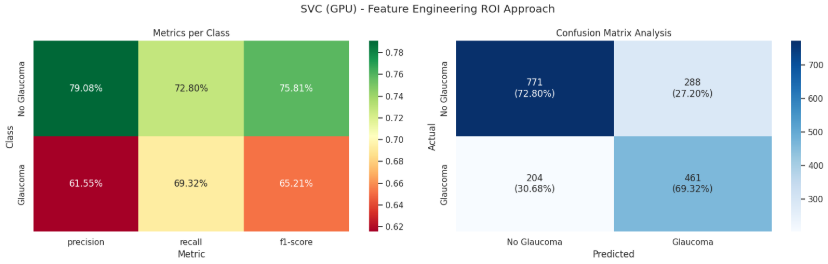 SVC (GPU) - Feature Engineering ROI Approach
Metrics per Class
Class
No Glaucoma
Glaucoma
79.08%
72.80%
75.81%
61.55%
69.32%
65.21%
precision
recall
f1-score
Metric
0.78
0.76
0.74
0.72
0.70
0.68
0.66
0.64
0.62
Confusion Matrix Analysis
Actual
No Glaucoma
Glaucoma
771
(72.80%)
288
(27.20%)
204
(30.68%)
461
(69.32%)
No Glaucoma
Glaucoma
Predicted
700
600
500
400
300